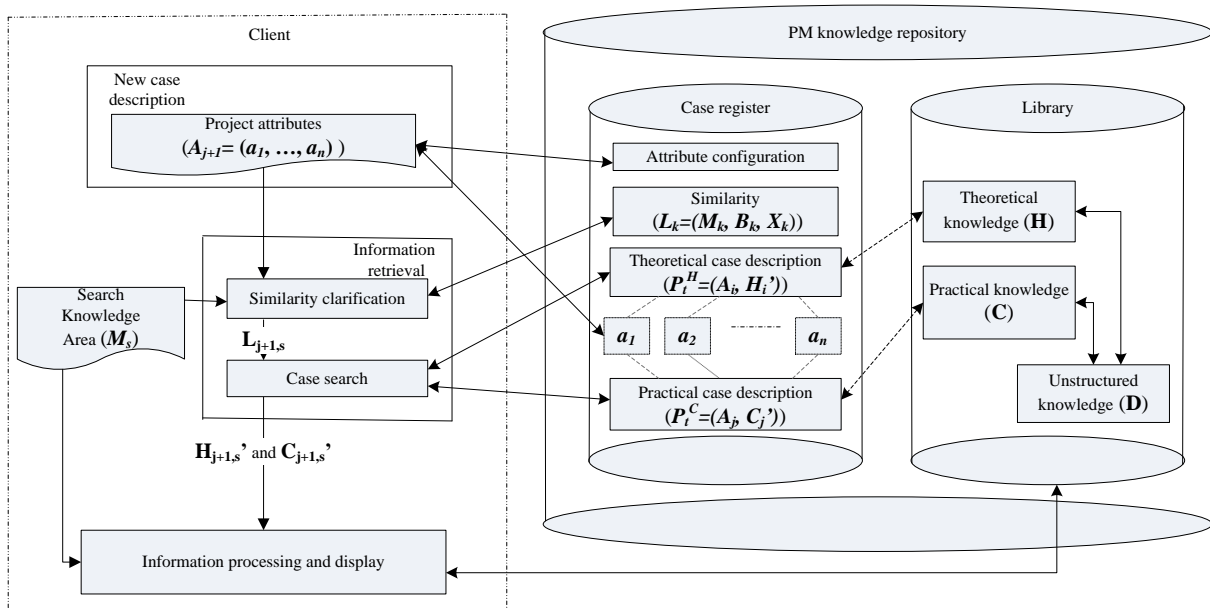 Client
New case
description
Project attributes
(A_{j+1}= (a_1, …, a_n) )
Information
retrieval
Similarity clarification
Search
Knowledge
Area (M_s)
L_{j+1,s}
Case search
H_{j+1,s}’ and C_{j+1,s}’
Information processing and display
PM knowledge repository
Case register
Attribute configuration
Similarity
(L_k=(M_k, B_k, X_k))
Theoretical case description
(P_t^H=(A_i, H_i’))
a_1 a_2 a_n
Practical case description
(P_t^C=(A_j, C_j’))
Library
Theoretical
knowledge (H)
Practical knowledge
(C)
Unstructured
knowledge (D)